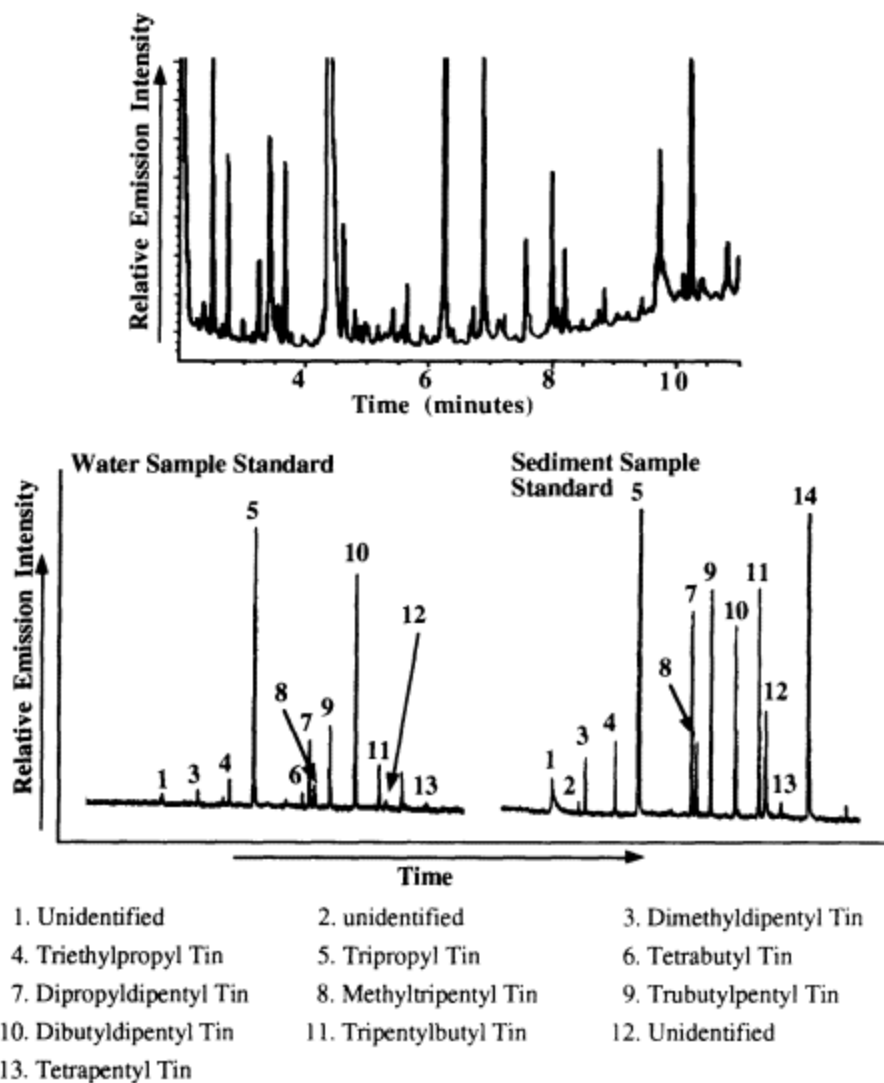 Relative Emission Intensity
4 6 8 10
Time (minutes)
Water Sample Standard
Sediment Sample
Standard
Relative Emission Intensity
1 3 4 5 6 7 8 9 10 11 12 13
1 2 3 4 5 7 8 9 10 11 12 13 14
Time
1. Unidentified 2. unidentified 3. Dimethyldipentyl Tin
4. Triethylpropyl Tin 5. Tripropyl Tin 6. Tetrabutyl Tin
7. Dipropyldipentyl Tin 8. Methyltripentyl Tin 9. Trubutylpentyl Tin
10. Dibutyldipentyl Tin 11. Tripentylbutyl Tin 12. Unidentified
13. Tetrapentyl Tin